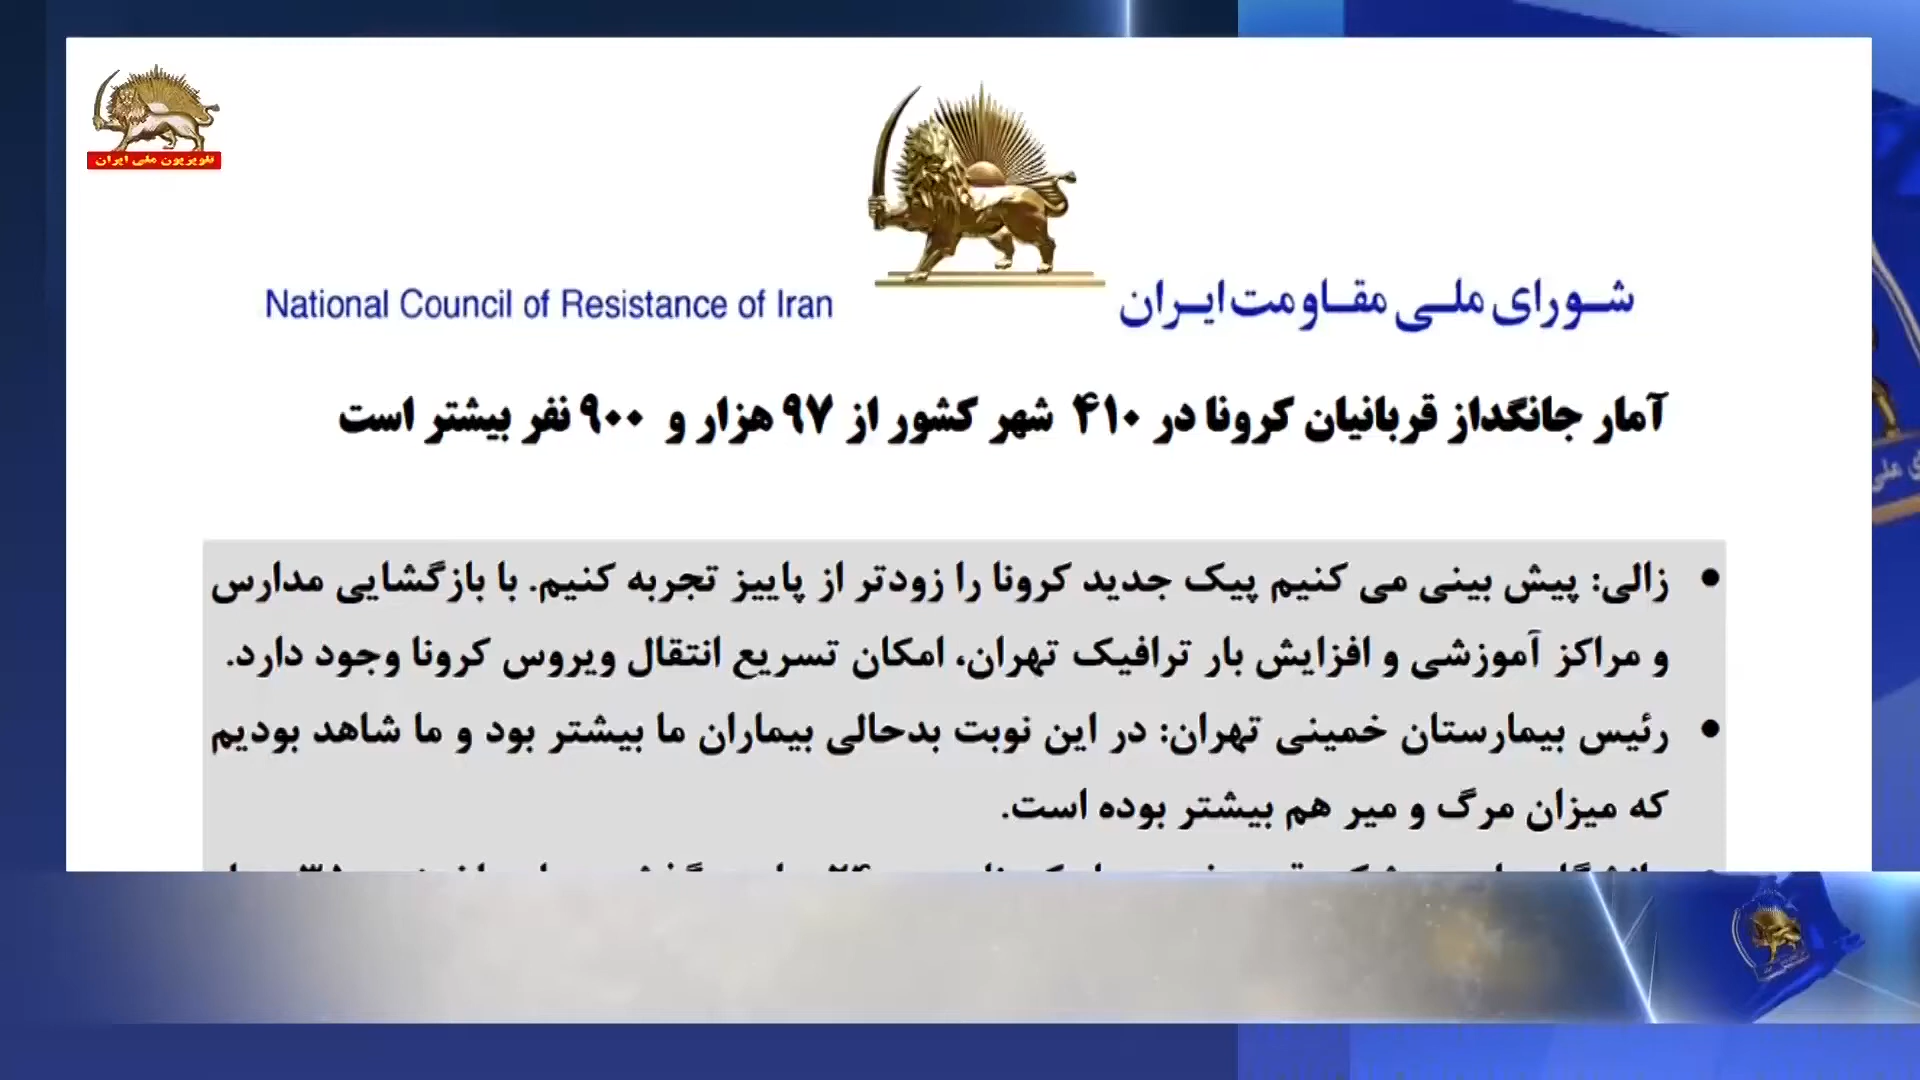 تلویزیون ملی ایران
National Council of Resistance of Iran
شورای ملی مقاومت ایران
آمار جانگداز قربانیان کرونا در ۴۱۰ شهر کشور از ۹۷ هزار و ۹۰۰ نفر بیشتر است
• زالی: پیش بینی می کنیم پیک جدید کرونا را زودتر از پاییز تجربه کنیم. با بازگشایی مدارس
و مراکز آموزشی و افزایش بار ترافیک تهران، امکان تسریع انتقال ویروس کرونا وجود دارد.
• رئیس بیمارستان خمینی تهران: در این نوبت بدحالی بیماران ما بیشتر بود و ما شاهد بودیم
که میزان مرگ و میر هم بیشتر بوده است.